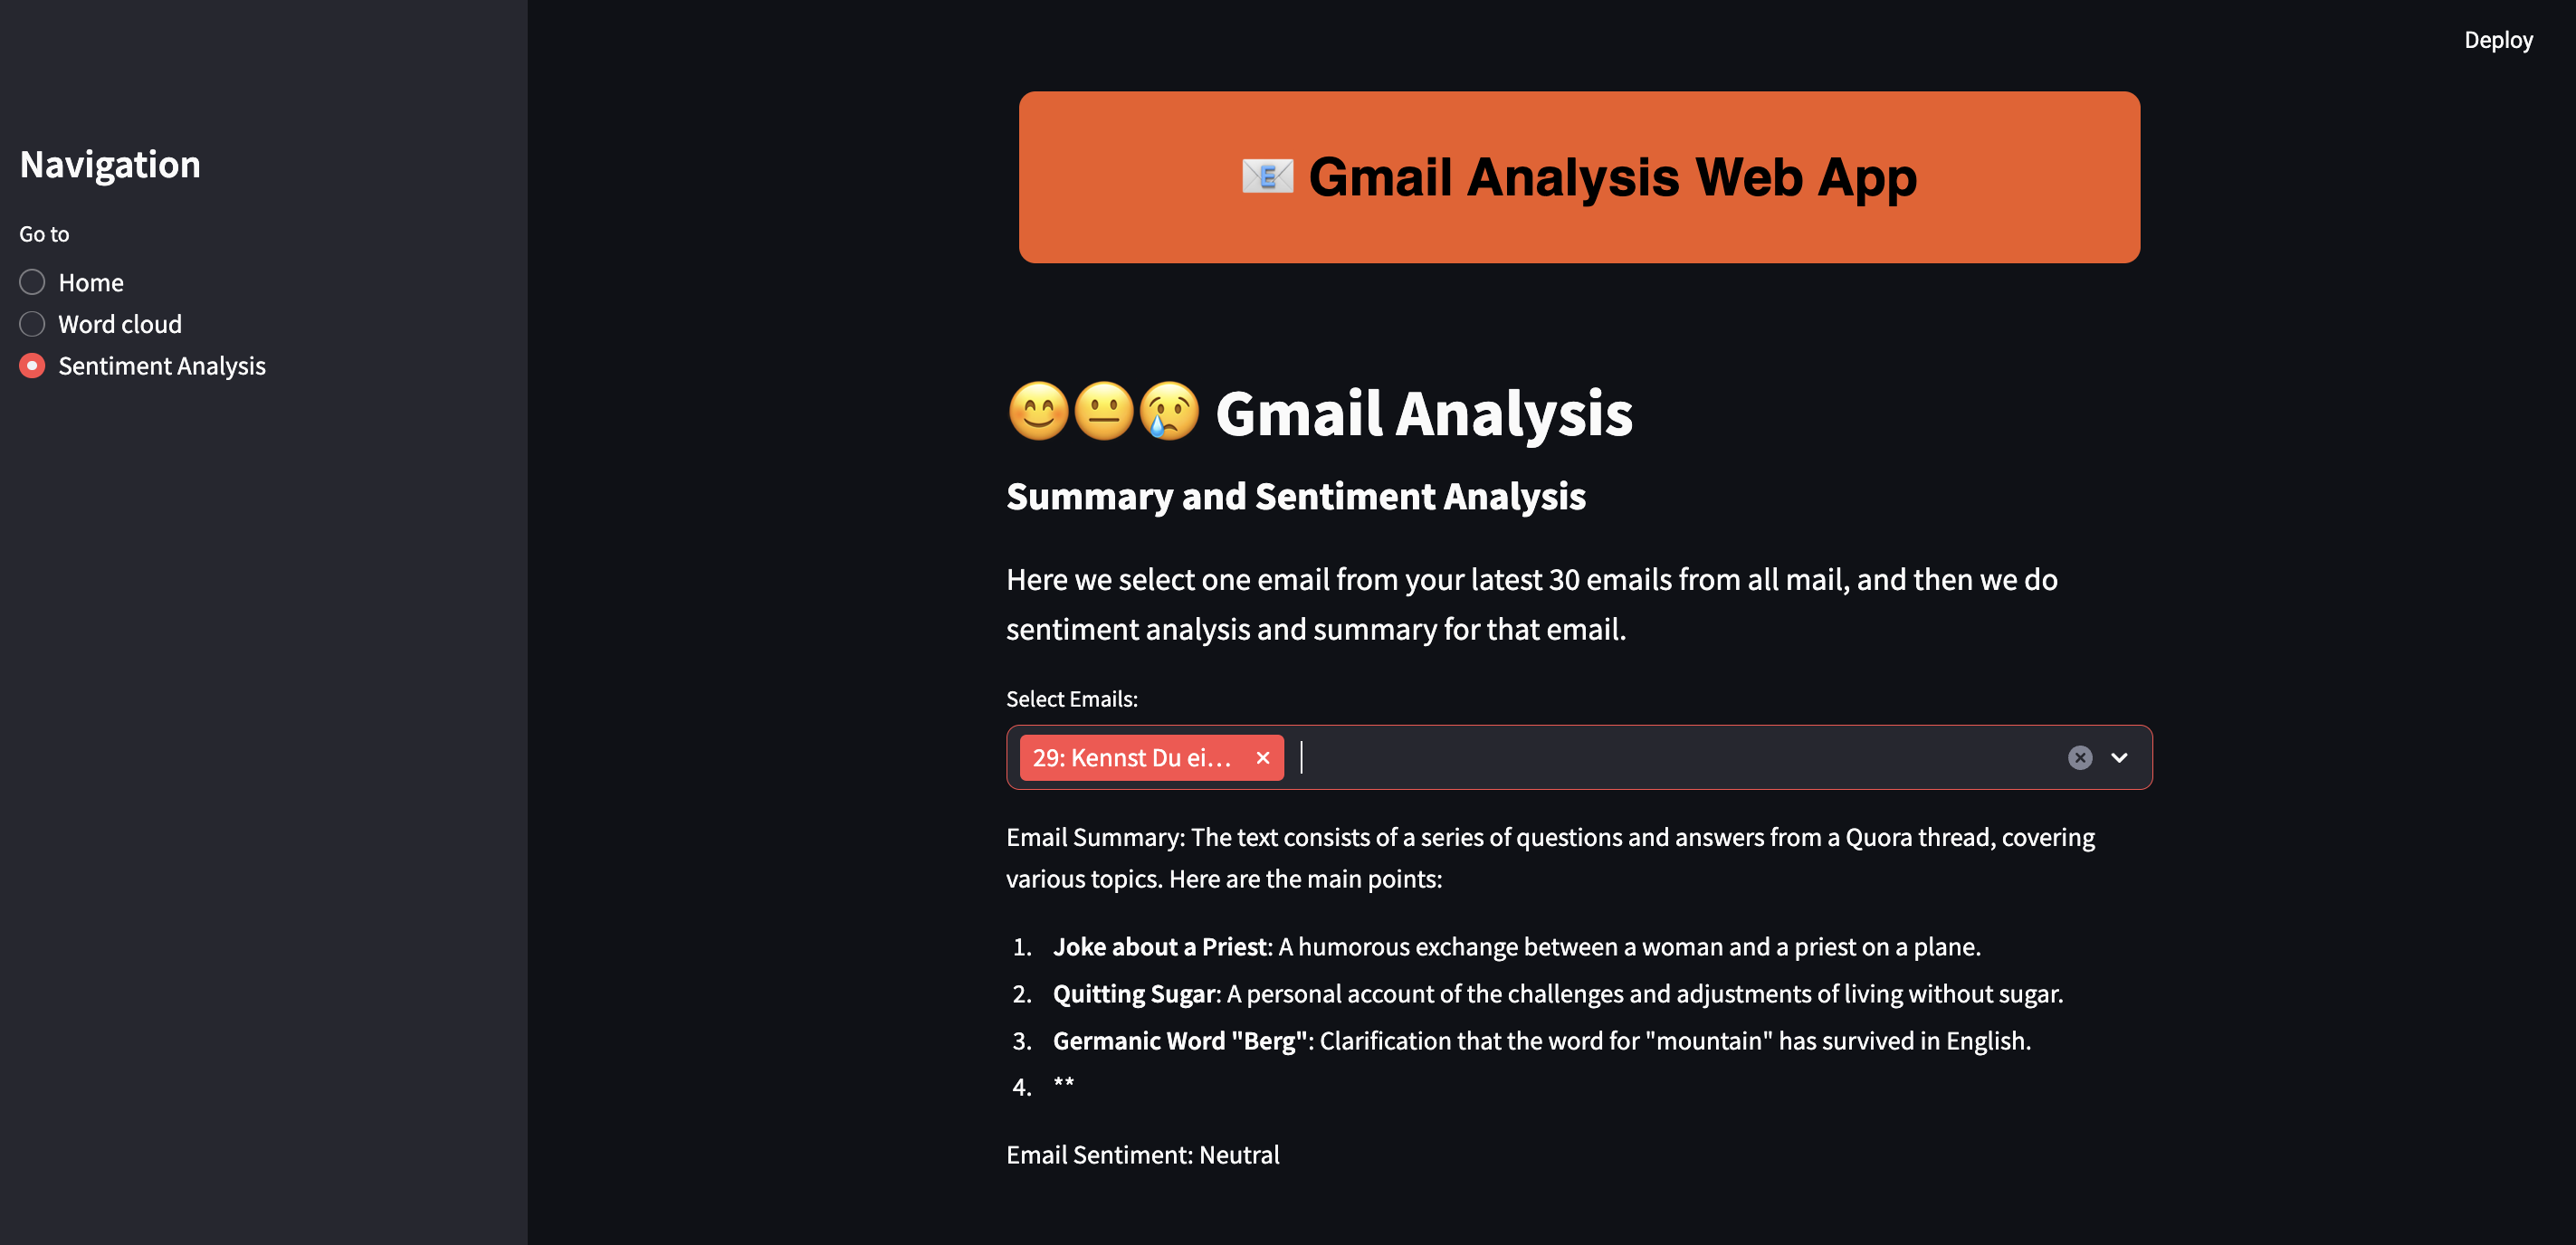 Deploy
Navigation
Go to
Home
Word cloud
Sentiment Analysis
📧 Gmail Analysis Web App
😊😐😢 Gmail Analysis
Summary and Sentiment Analysis
Here we select one email from your latest 30 emails from all mail, and then we do
sentiment analysis and summary for that email.
Select Emails:
29: Kennst Du ei...
Email Summary: The text consists of a series of questions and answers from a Quora thread, covering
various topics. Here are the main points:
1. Joke about a Priest: A humorous exchange between a woman and a priest on a plane.
2. Quitting Sugar: A personal account of the challenges and adjustments of living without sugar.
3. Germanic Word "Berg": Clarification that the word for "mountain" has survived in English.
4. **
Email Sentiment: Neutral